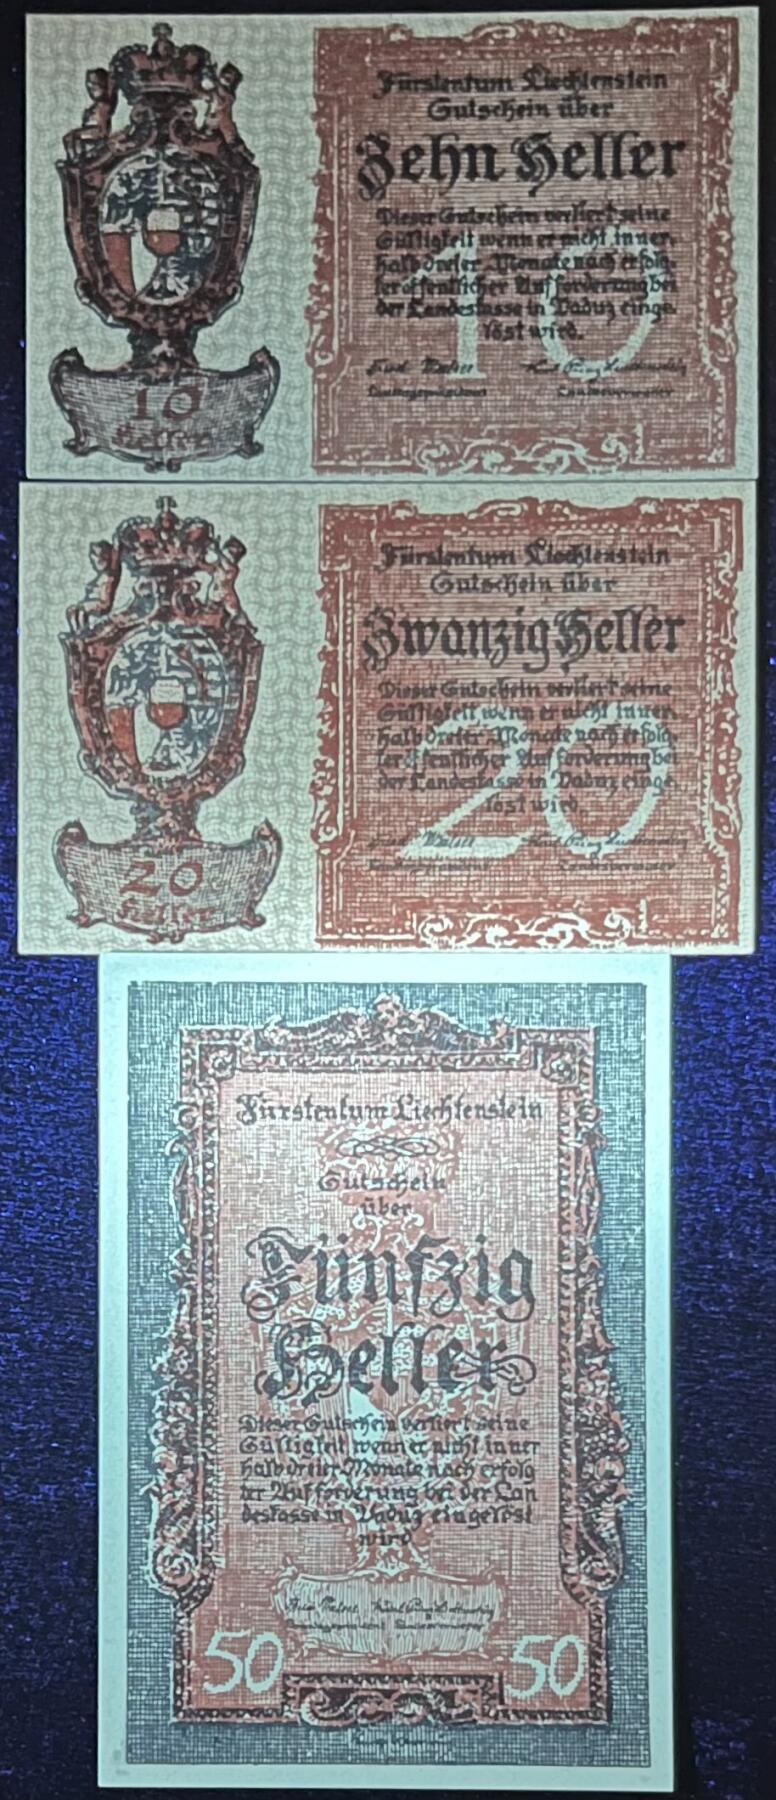 Fürstentum Liechtenstein
Gutschein über
Zehn Heller
Dieser Gutschein verliert seine
Gültigkeit wenn er nicht inner-
halb dreier Monate nach erfolg-
ter öffentlicher Aufforderung bei
der Landeskasse in Vaduz einge-
löst wird.
10
10
Heller
Fürstentum Liechtenstein
Gutschein über
Zwanzig Heller
Dieser Gutschein verliert seine
Gültigkeit wenn er nicht inner-
halb dreier Monate nach erfolg-
ter öffentlicher Aufforderung bei
der Landeskasse in Vaduz einge-
löst wird.
20
20
Heller
Fürstentum Liechtenstein
Gutschein
über
Fünfzig
Heller
Dieser Gutschein verliert seine
Gültigkeit wenn er nicht inner
halb dreier Monate nach erfolg
ter Aufforderung bei der Lan
deskasse in Vaduz eingelöst
wird
50 50